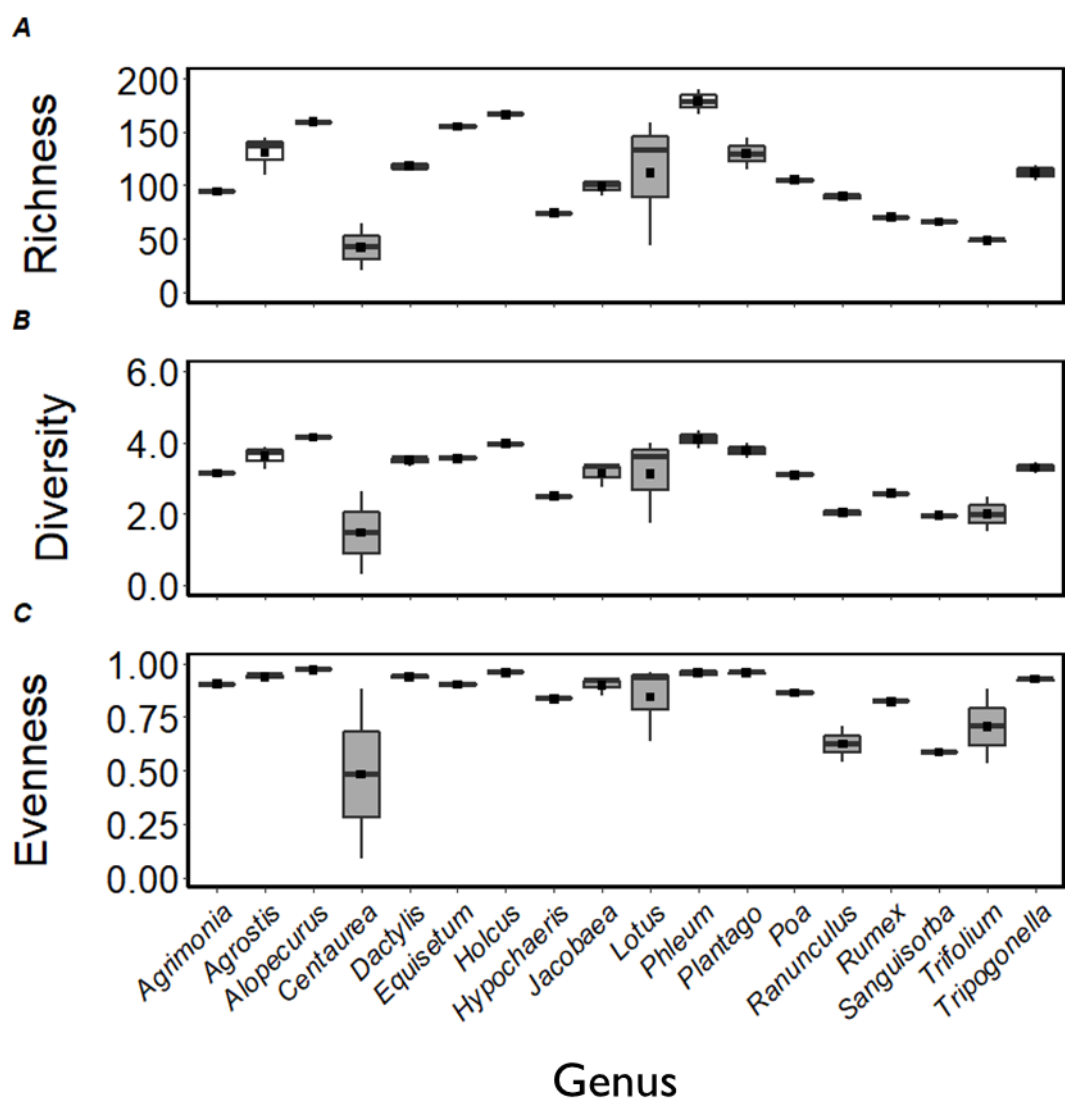 A
Richness
200
150
100
50
0
B
Diversity
6.0
4.0
2.0
0.0
C
Evenness
1.00
0.75
0.50
0.25
0.00
Agrimonia
Agrostis
Alopecurus
Centaurea
Dactylis
Equisetum
Holcus
Hypochaeris
Jacobaea
Lotus
Phleum
Plantago
Poa
Ranunculus
Rumex
Sanguisorba
Trifolium
Tripogonella
Genus